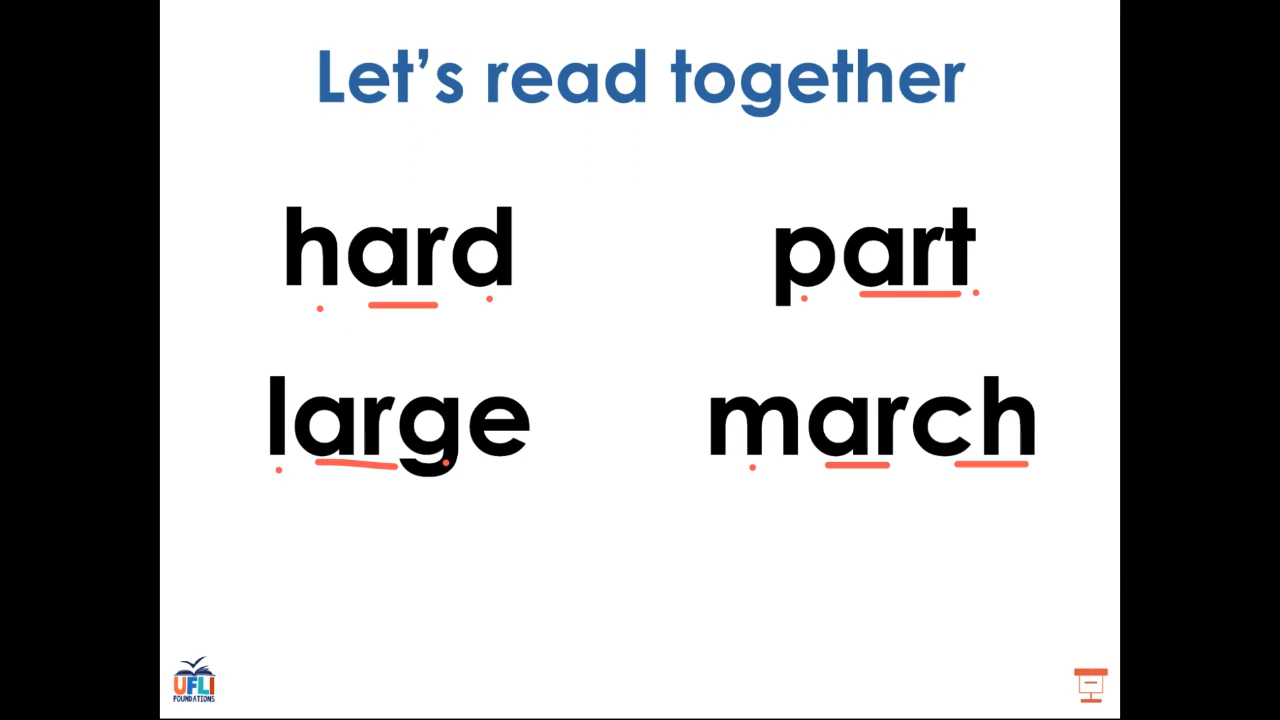 Let's read together
hard part
large march
UFLI
FOUNDATIONS